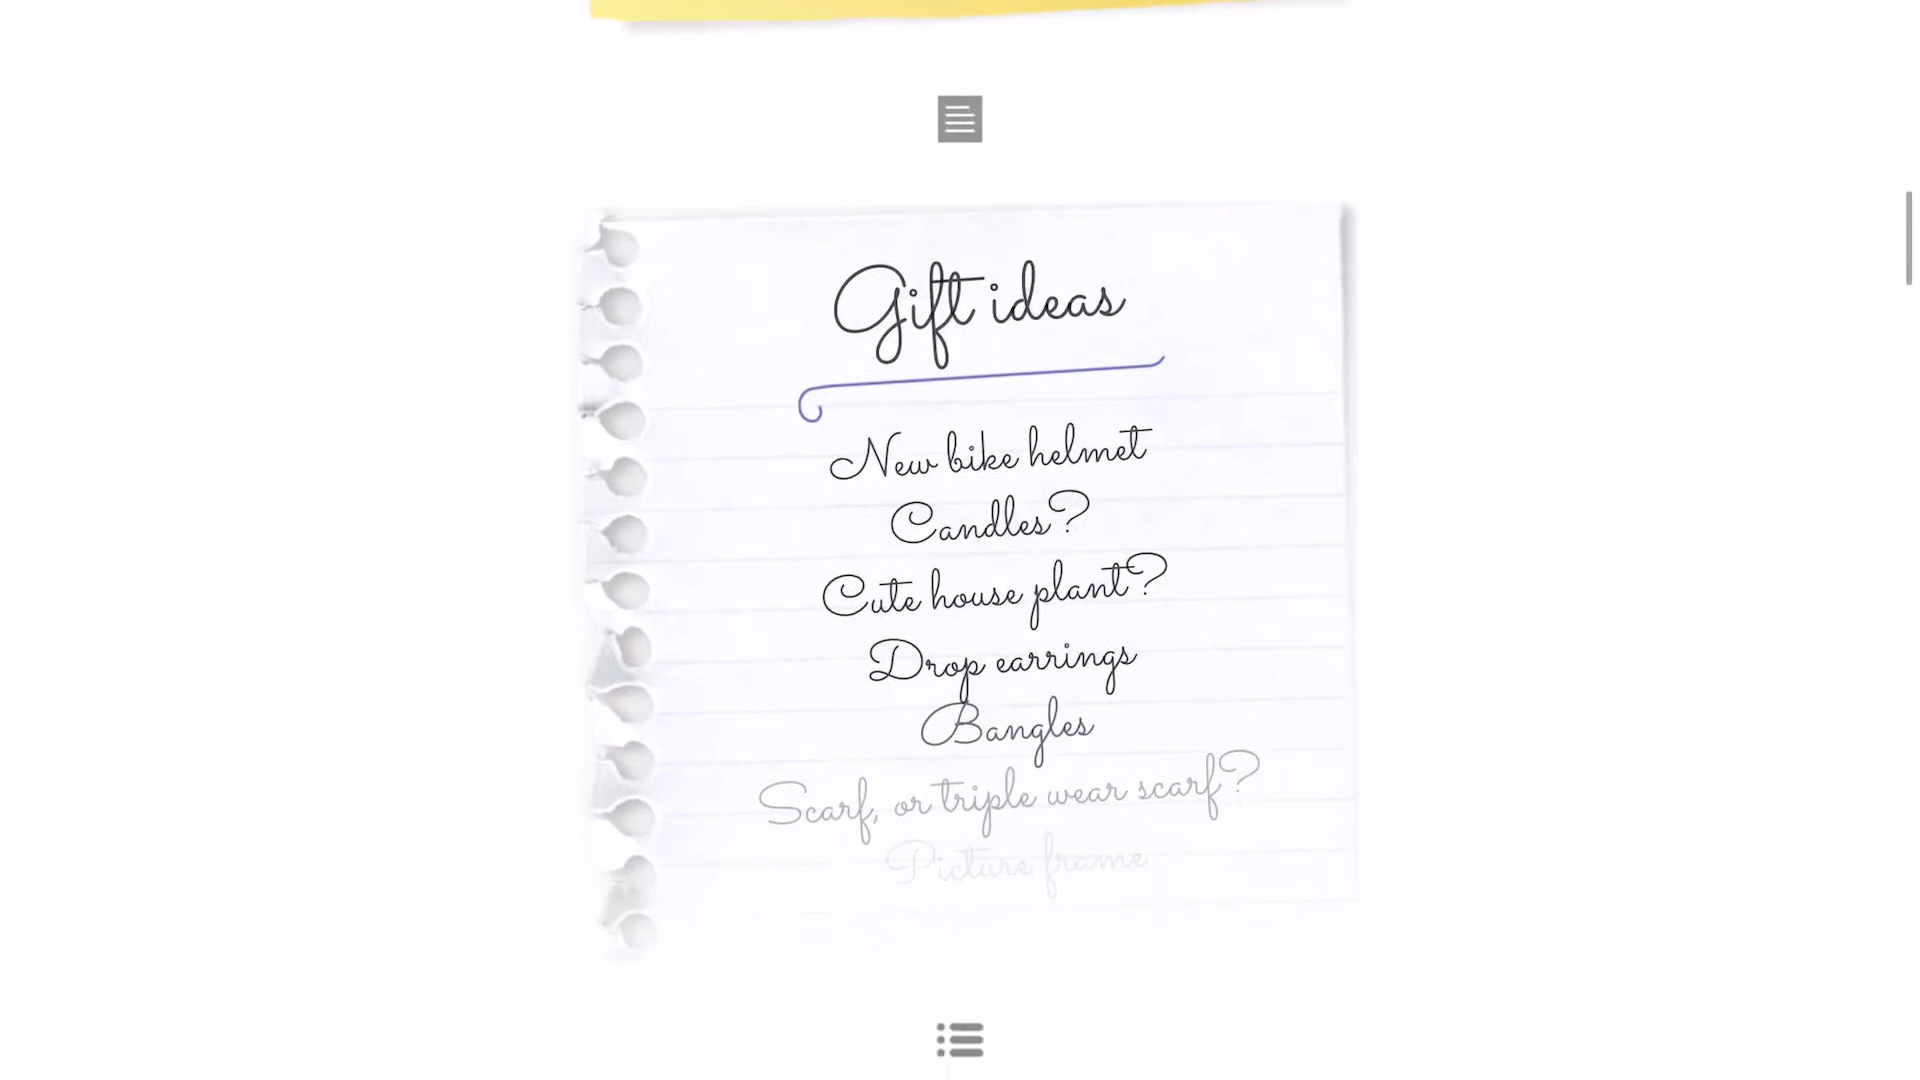 Gift ideas
New bike helmet
Candles?
Cute house plant?
Drop earrings
Bangles
Scarf, or triple wear scarf?
Picture frame